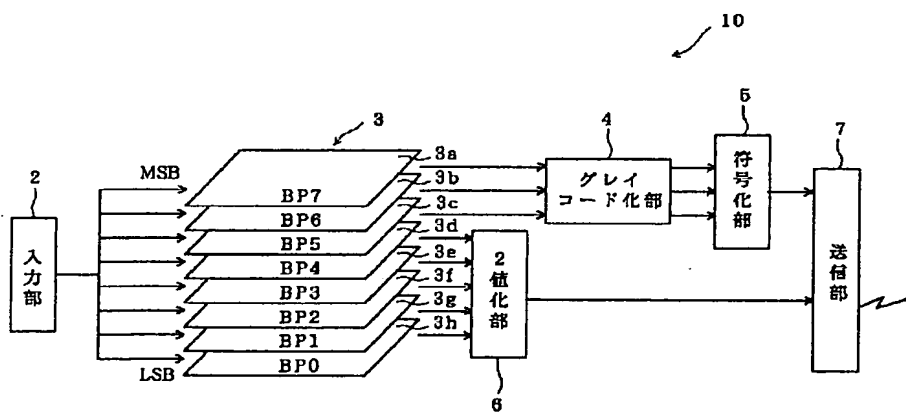 10
3
4
5
7
2
MSB
LSB
入力部
BP7
BP6
BP5
BP4
BP3
BP2
BP1
BP0
3a
3b
3c
3d
3e
3f
3g
3h
グレイ
コード化部
符号化部
2値化部
6
送信部